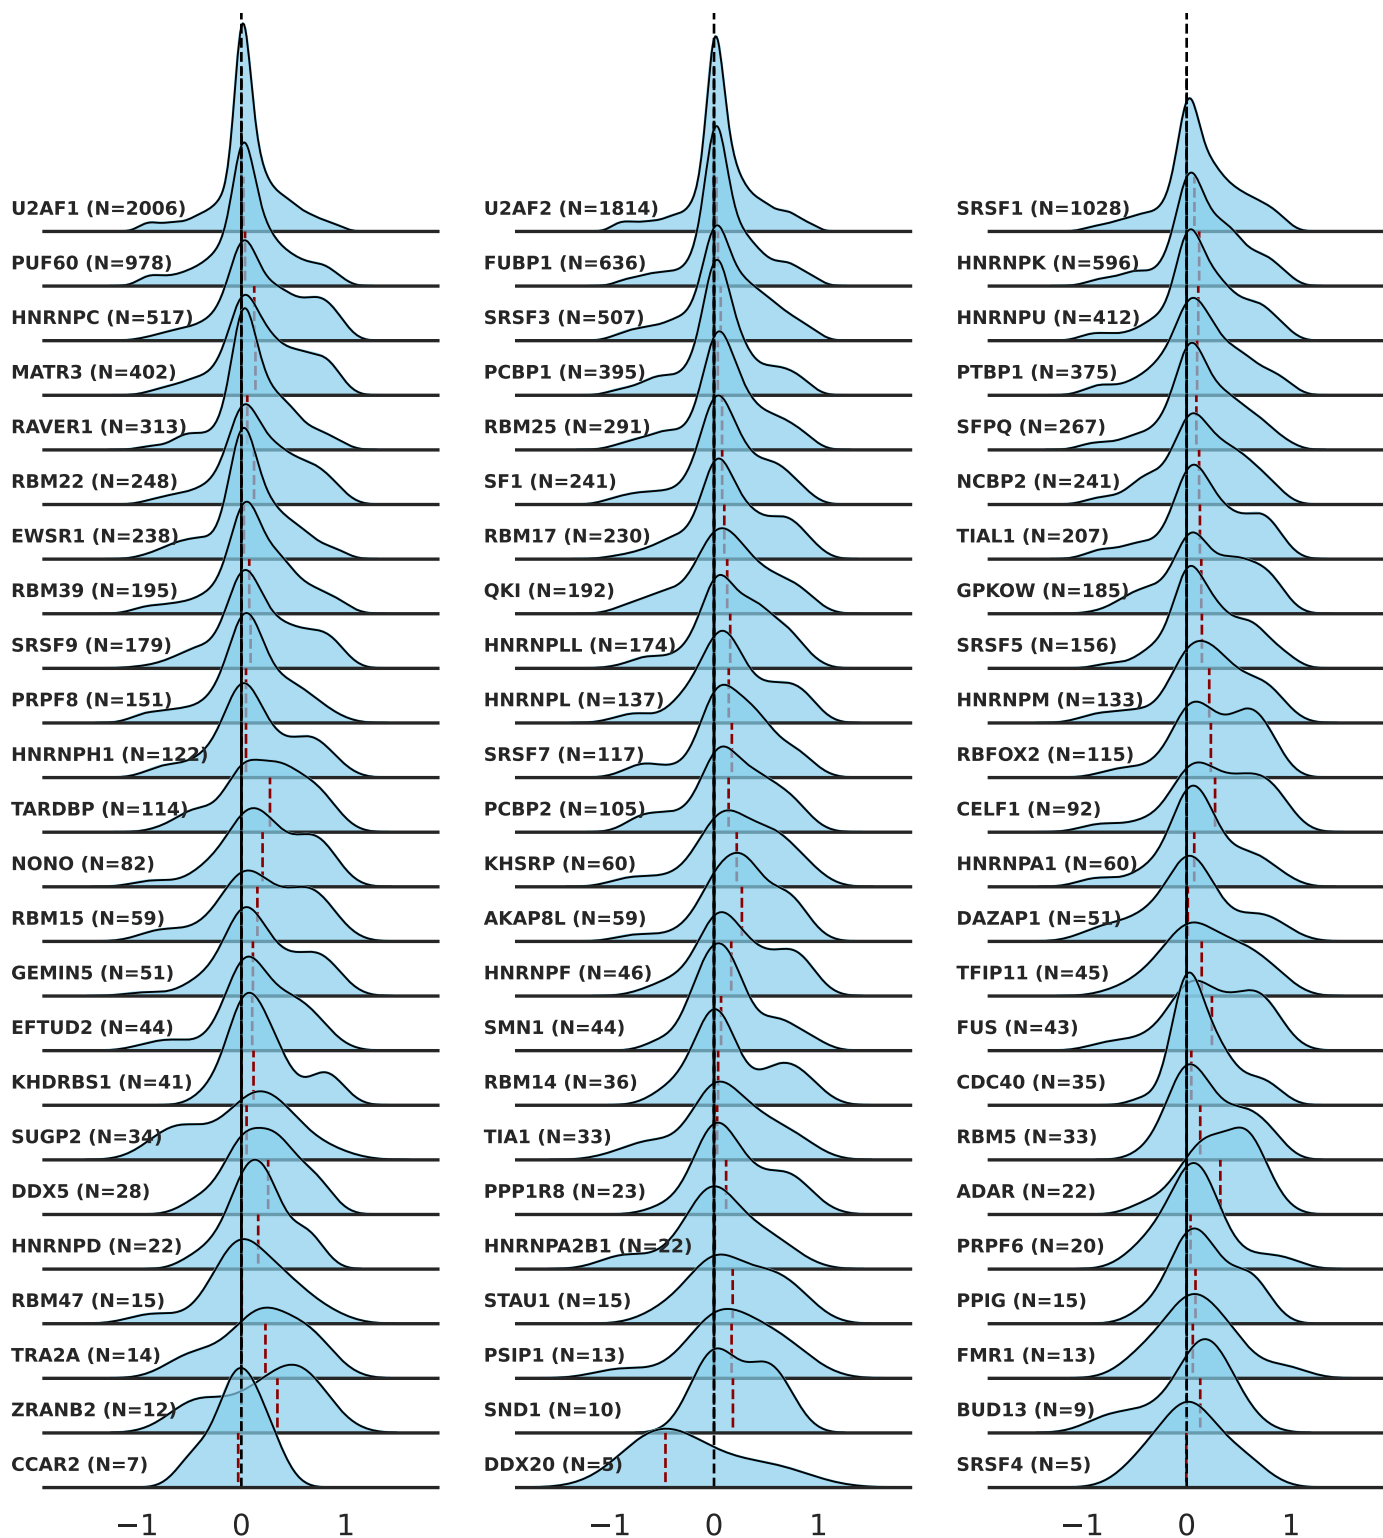 U2AF1 (N=2006)
U2AF2 (N=1814)
SRSF1 (N=1028)
PUF60 (N=978)
FUBP1 (N=636)
HNRNPK (N=596)
HNRNPC (N=517)
SRSF3 (N=507)
HNRNPU (N=412)
MATR3 (N=402)
PCBP1 (N=395)
PTBP1 (N=375)
RAVER1 (N=313)
RBM25 (N=291)
SFPQ (N=267)
RBM22 (N=248)
SF1 (N=241)
NCBP2 (N=241)
EWSR1 (N=238)
RBM17 (N=230)
TIAL1 (N=207)
RBM39 (N=195)
QKI (N=192)
GPKOW (N=185)
SRSF9 (N=179)
HNRNPLL (N=174)
SRSF5 (N=156)
PRPF8 (N=151)
HNRNPL (N=137)
HNRNPM (N=133)
HNRNPH1 (N=122)
SRSF7 (N=117)
RBFOX2 (N=115)
TARDBP (N=114)
PCBP2 (N=105)
CELF1 (N=92)
NONO (N=82)
KHSRP (N=60)
HNRNPA1 (N=60)
RBM15 (N=59)
AKAP8L (N=59)
DAZAP1 (N=51)
GEMIN5 (N=51)
HNRNPF (N=46)
TFIP11 (N=45)
EFTUD2 (N=44)
SMN1 (N=44)
FUS (N=43)
KHDRBS1 (N=41)
RBM14 (N=36)
CDC40 (N=35)
SUGP2 (N=34)
TIA1 (N=33)
RBM5 (N=33)
DDX5 (N=28)
PPP1R8 (N=23)
ADAR (N=22)
HNRNPD (N=22)
HNRNPA2B1 (N=22)
PRPF6 (N=20)
RBM47 (N=15)
STAU1 (N=15)
PPIG (N=15)
TRA2A (N=14)
PSIP1 (N=13)
FMR1 (N=13)
ZRANB2 (N=12)
SND1 (N=10)
BUD13 (N=9)
CCAR2 (N=7)
DDX20 (N=5)
SRSF4 (N=5)
−1 0 1
−1 0 1
−1 0 1